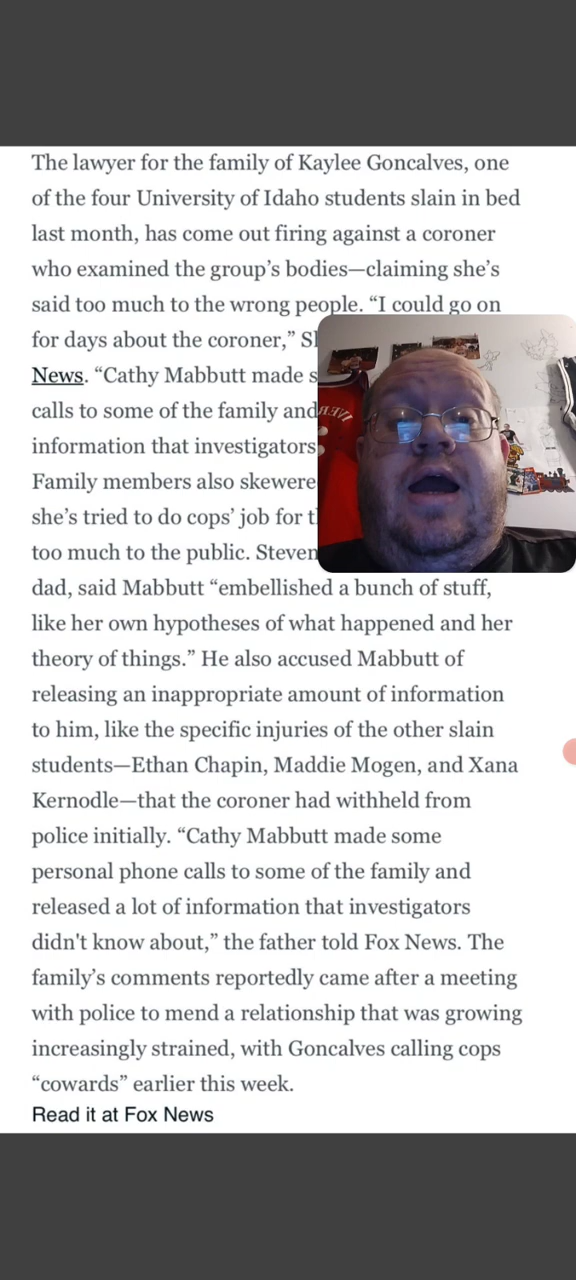 The lawyer for the family of Kaylee Goncalves, one
of the four University of Idaho students slain in bed
last month, has come out firing against a coroner
who examined the group’s bodies—claiming she’s
said too much to the wrong people. “I could go on
for days about the coroner,”
News. “Cathy Mabbutt made
calls to some of the family and
information that investigators
Family members also
she’s tried to do cops’ job for
too much to the public. Steven
dad, said Mabbutt “embellished a bunch of stuff,
like her own hypotheses of what happened and her
theory of things.” He also accused Mabbutt of
releasing an inappropriate amount of information
to him, like the specific injuries of the other slain
students—Ethan Chapin, Maddie Mogen, and Xana
Kernodle—that the coroner had withheld from
police initially. “Cathy Mabbutt made some
personal phone calls to some of the family and
released a lot of information that investigators
didn't know about,” the father told Fox News. The
family’s comments reportedly came after a meeting
with police to mend a relationship that was growing
increasingly strained, with Goncalves calling cops
“cowards” earlier this week.
Read it at Fox News